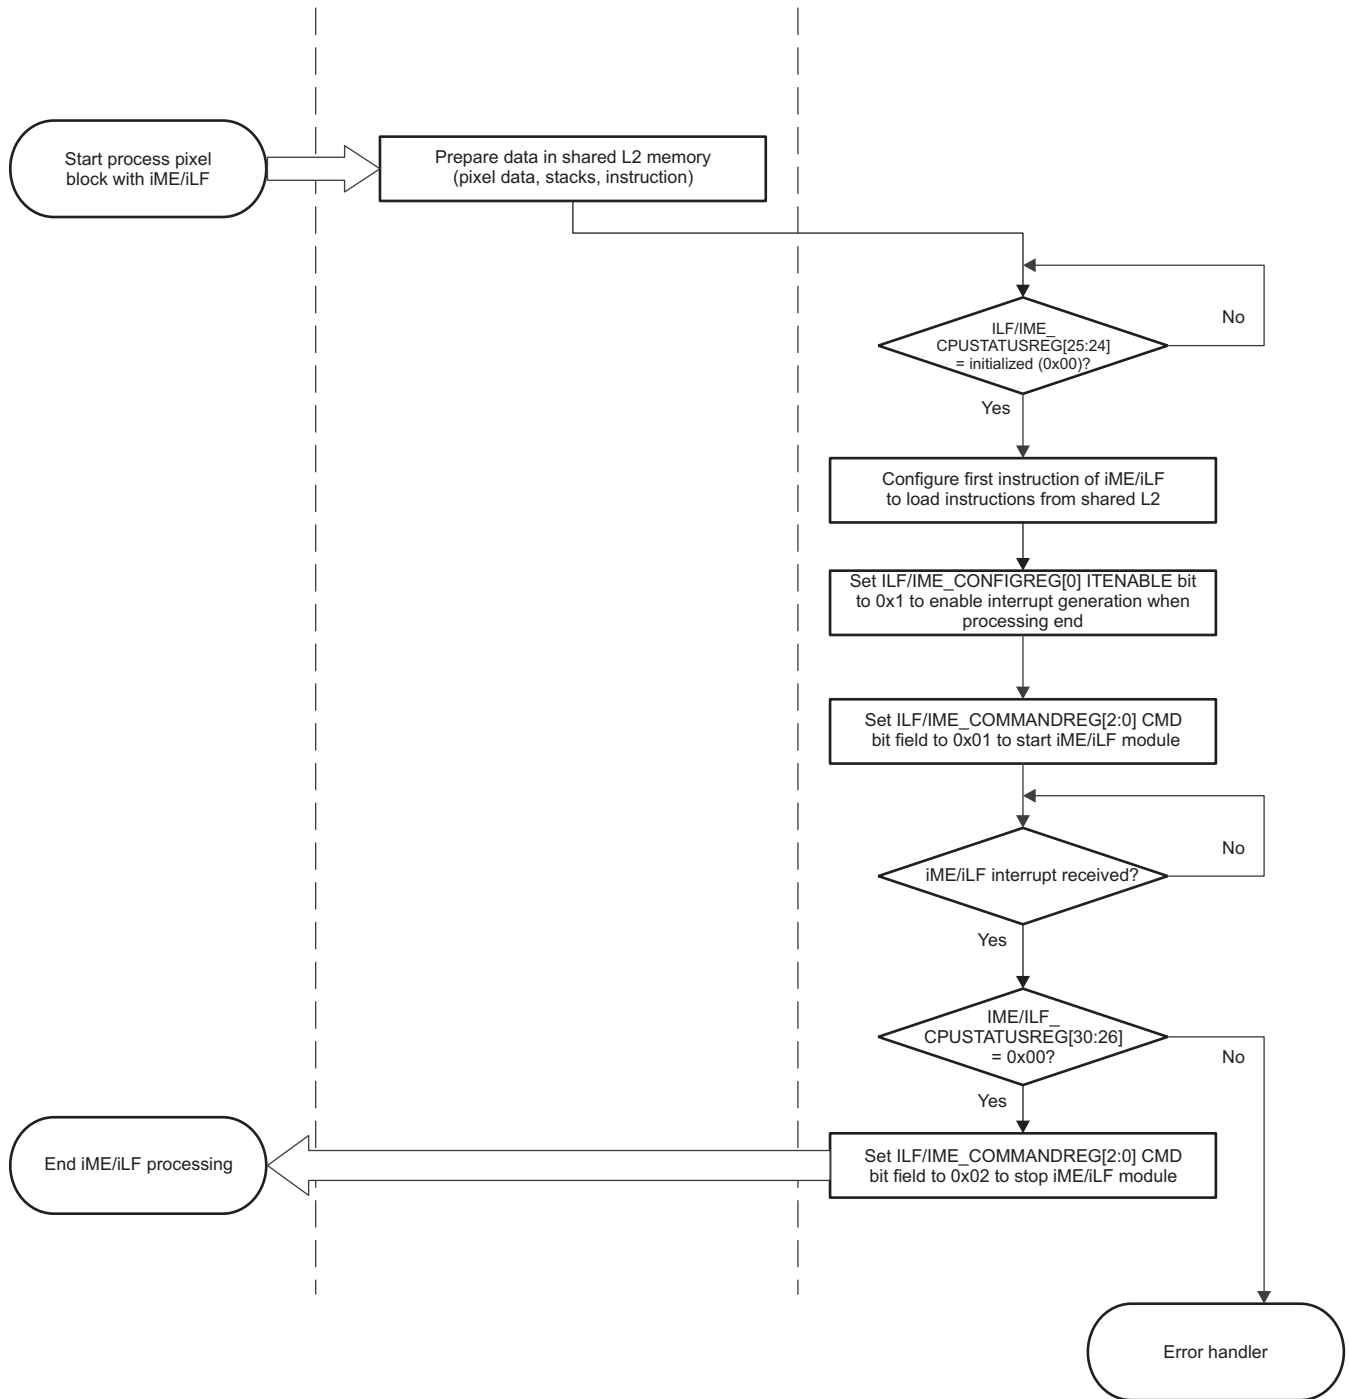 Start process pixel
block with iME/iLF
Prepare data in shared L2 memory
(pixel data, stacks, instruction)
ILF/IME_
CPUSTATUSREG[25:24]
= initialized (0x00)?
No
Yes
Configure first instruction of iME/iLF
to load instructions from shared L2
Set ILF/IME_CONFIGREG[0] ITENABLE bit
to 0x1 to enable interrupt generation when
processing end
Set ILF/IME_COMMANDREG[2:0] CMD
bit field to 0x01 to start iME/iLF module
iME/iLF interrupt received?
No
Yes
IME/ILF_
CPUSTATUSREG[30:26]
= 0x00?
No
Yes
Set ILF/IME_COMMANDREG[2:0] CMD
bit field to 0x02 to stop iME/iLF module
End iME/iLF processing
Error handler